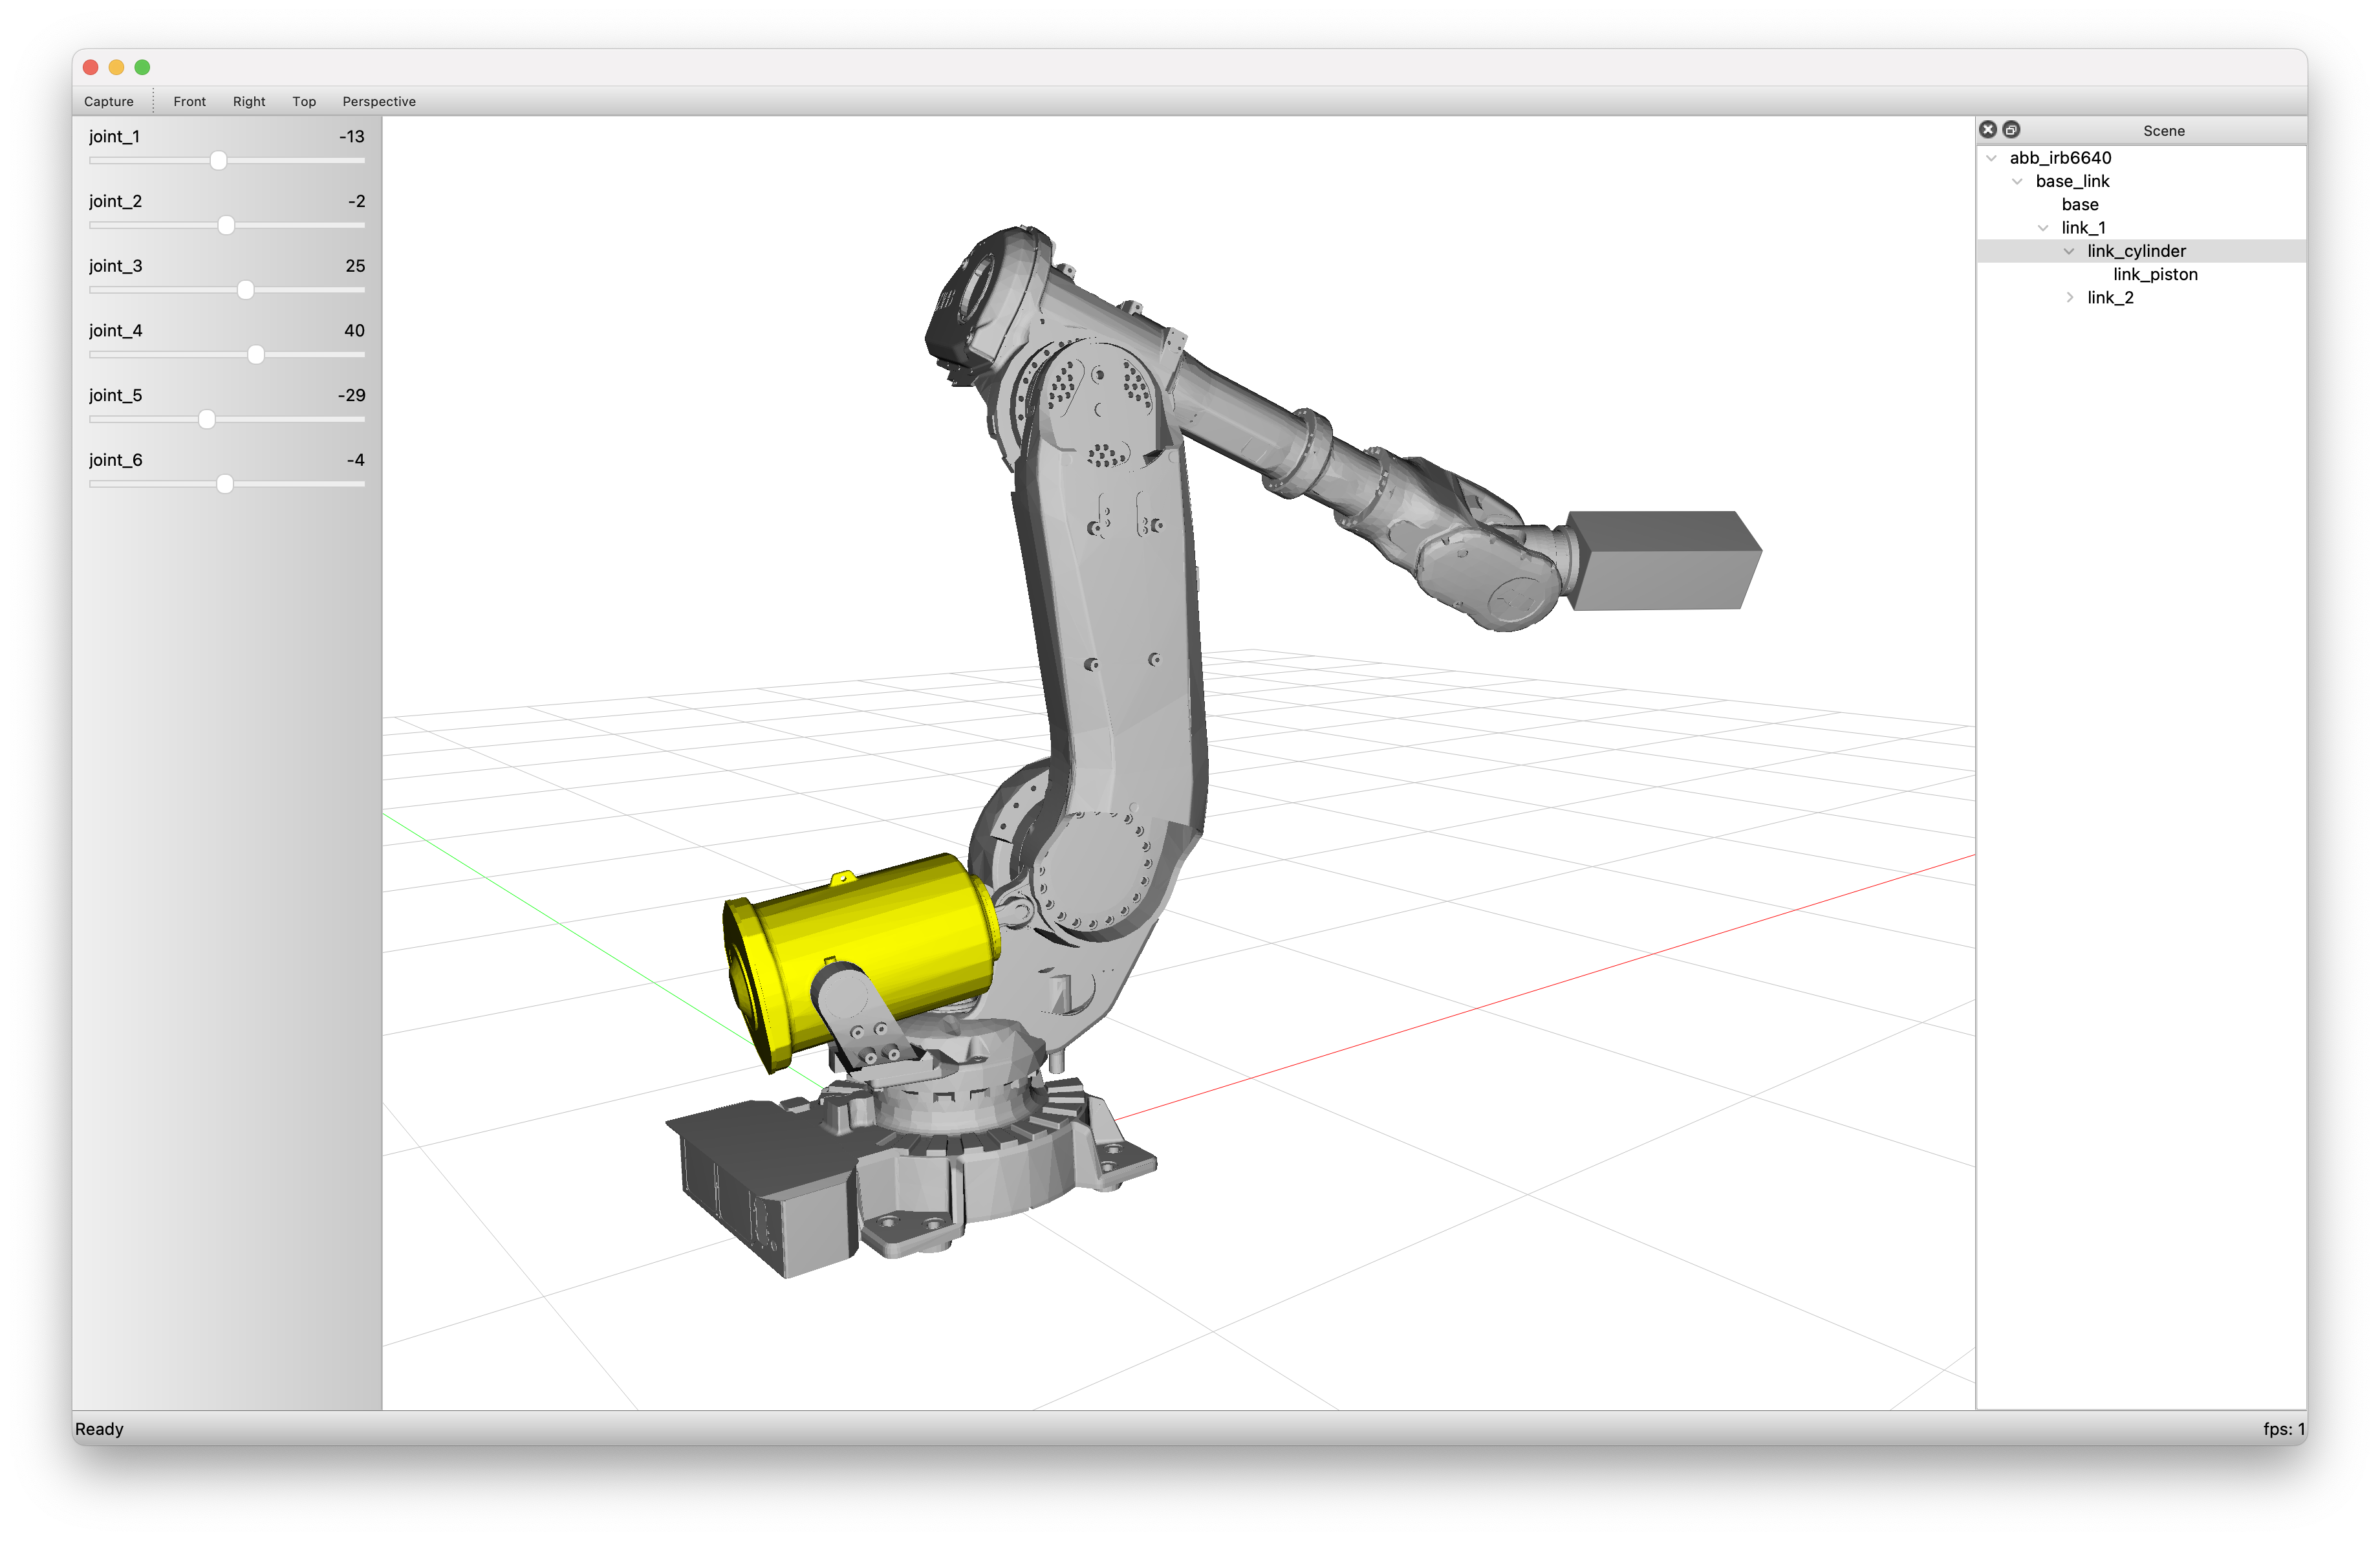 Capture Front Right Top Perspective
joint_1 -13
joint_2 -2
joint_3 25
joint_4 40
joint_5 -29
joint_6 -4
Scene
abb_irb6640
base_link
base
link_1
link_cylinder
link_piston
link_2
Ready
fps: 1